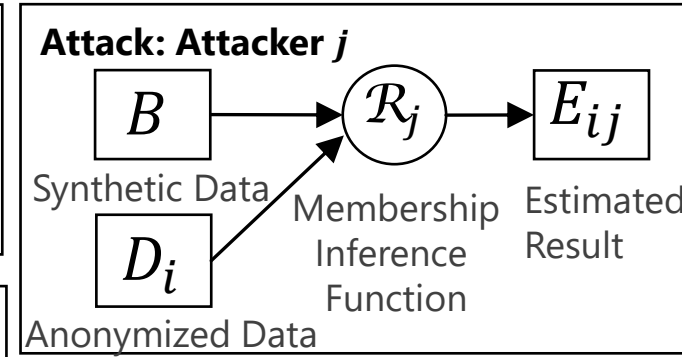 Attack: Attacker j
B
ℛⱼ
Eᵢⱼ
Synthetic Data
Membership
Inference
Function
Estimated
Result
Dᵢ
Anonymized Data